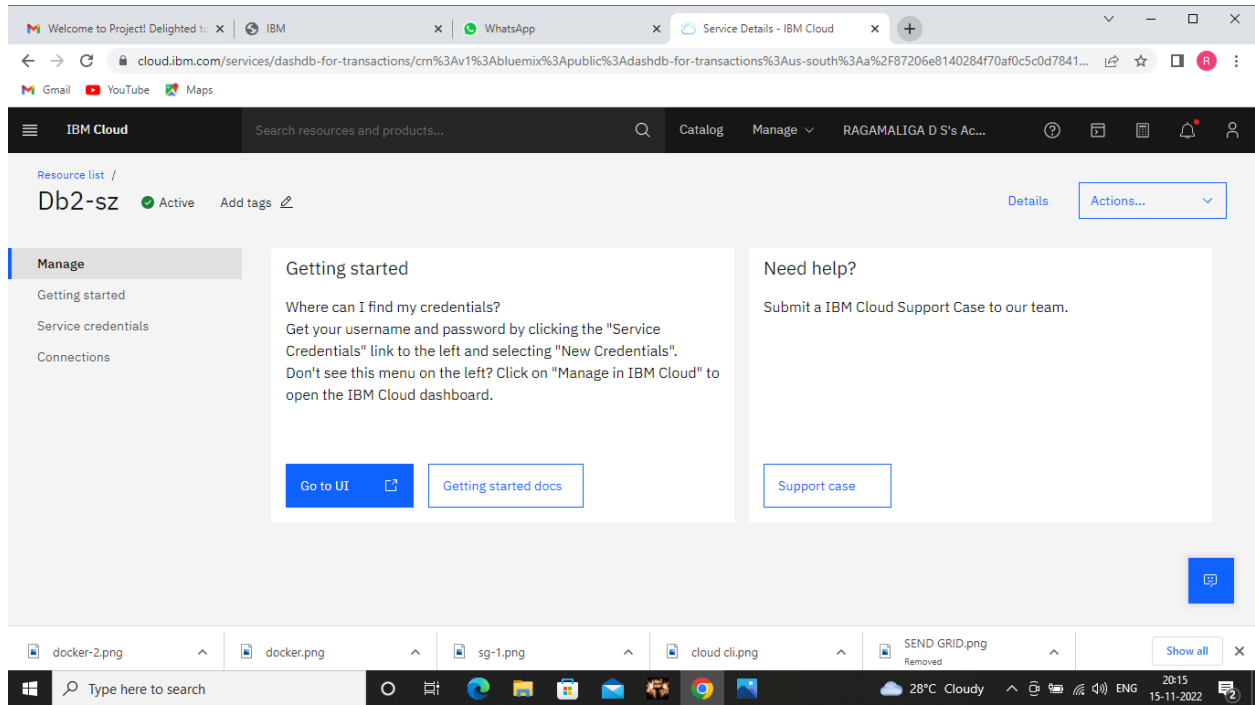 Welcome to Project! Delighted to
IBM
WhatsApp
Service Details - IBM Cloud
cloud.ibm.com/services/dashdb-for-transactions/crn%3Av1%3Abluemix%3Apublic%3Adashdb-for-transactions%3Aus-south%3Aa%2F87206e8140284f70af0c5c0d7841...
R
Gmail
YouTube
Maps
IBM Cloud
Search resources and products...
Catalog
Manage
RAGAMALIGA D S's Ac...
Resource list /
Db2-sz
Active
Add tags
Details
Actions...
Manage
Getting started
Service credentials
Connections
Getting started
Where can I find my credentials?
Get your username and password by clicking the "Service
Credentials" link to the left and selecting "New Credentials".
Don't see this menu on the left? Click on "Manage in IBM Cloud" to
open the IBM Cloud dashboard.
Go to UI
Getting started docs
Need help?
Submit a IBM Cloud Support Case to our team.
Support case
docker-2.png
docker.png
sg-1.png
cloud cli.png
SEND GRID.png
Removed
Show all
Type here to search
28°C Cloudy
ENG
20:15
15-11-2022
2